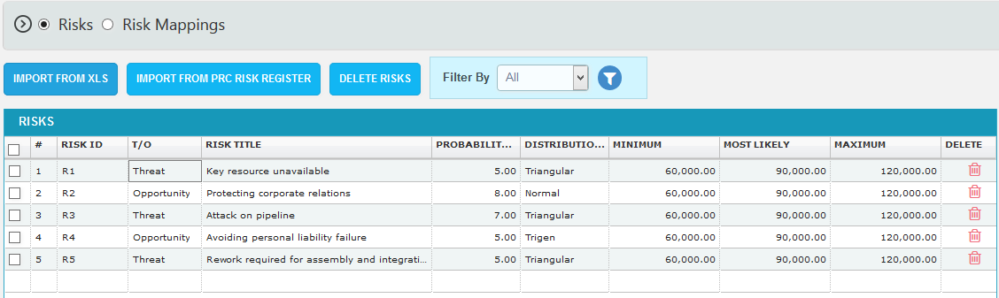 Risks Risk Mappings
IMPORT FROM XLS IMPORT FROM PRC RISK REGISTER DELETE RISKS Filter By All
RISKS
# RISK ID T/O RISK TITLE PROBABILIT... DISTRIBUTIO... MINIMUM MOST LIKELY MAXIMUM DELETE
1 R1 Threat Key resource unavailable 5.00 Triangular 60,000.00 90,000.00 120,000.00
2 R2 Opportunity Protecting corporate relations 8.00 Normal 60,000.00 90,000.00 120,000.00
3 R3 Threat Attack on pipeline 7.00 Triangular 60,000.00 90,000.00 120,000.00
4 R4 Opportunity Avoiding personal liability failure 5.00 Trigen 60,000.00 90,000.00 120,000.00
5 R5 Threat Rework required for assembly and integrati... 5.00 Triangular 60,000.00 90,000.00 120,000.00